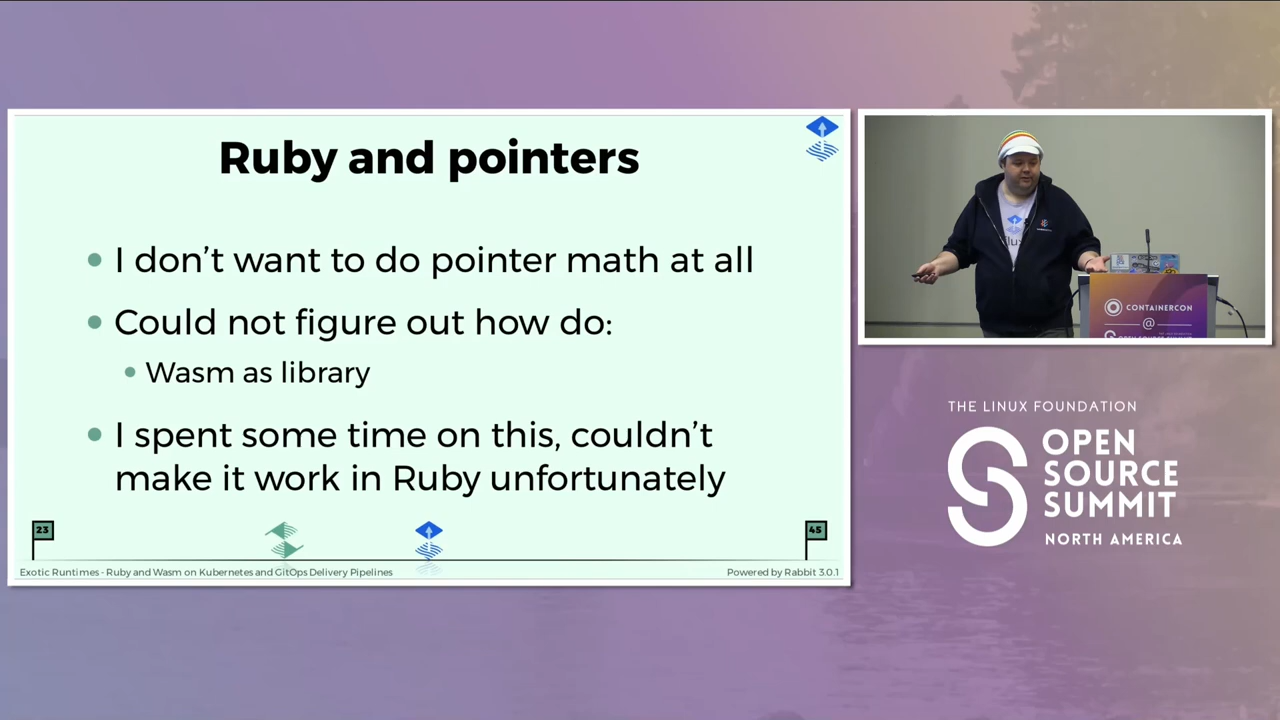 Ruby and pointers
I don't want to do pointer math at all
Could not figure out how do:
Wasm as library
I spent some time on this, couldn't
make it work in Ruby unfortunately
23
45
Exotic Runtimes - Ruby and Wasm on Kubernetes and GitOps Delivery Pipelines
Powered by Rabbit 3.0.1
CONTAINERCON
@
THE LINUX FOUNDATION
OPEN
SOURCE
SUMMIT
NORTH AMERICA